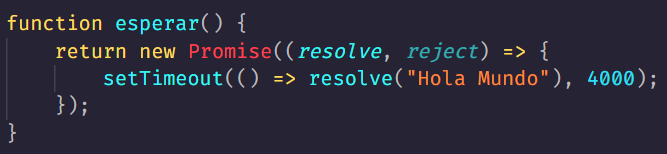 function esperar() {
    return new Promise((resolve, reject) => {
        setTimeout(() => resolve("Hola Mundo"), 4000);
    });
}